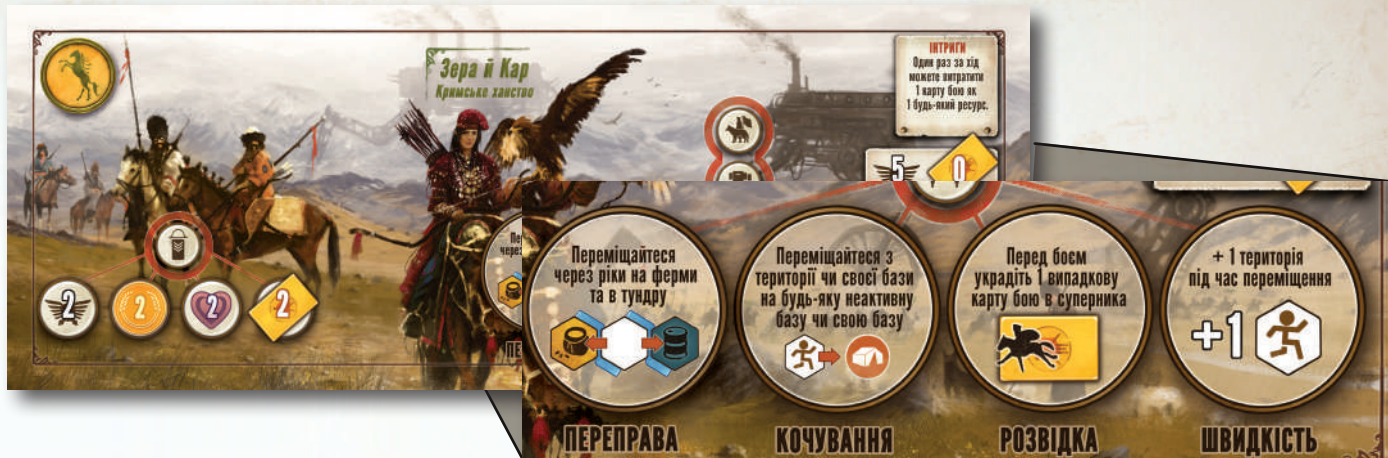 Зера й Кар
Кримське ханство
ІНТРИГИ
Один раз за хід
можете витратити
1 карту бою як
1 будь-який ресурс.
5
0
2
2
2
2
Переміщайтеся
через ріки на ферми
та в тундру
Переміщайтеся з
території чи своєї бази
на будь-яку неактивну
базу чи свою базу
Перед боєм
украдіть 1 випадкову
карту бою в суперника
+ 1 територія
під час переміщення
+1
ПЕРЕПРАВА
КОЧУВАННЯ
РОЗВІДКА
ШВИДКІСТЬ